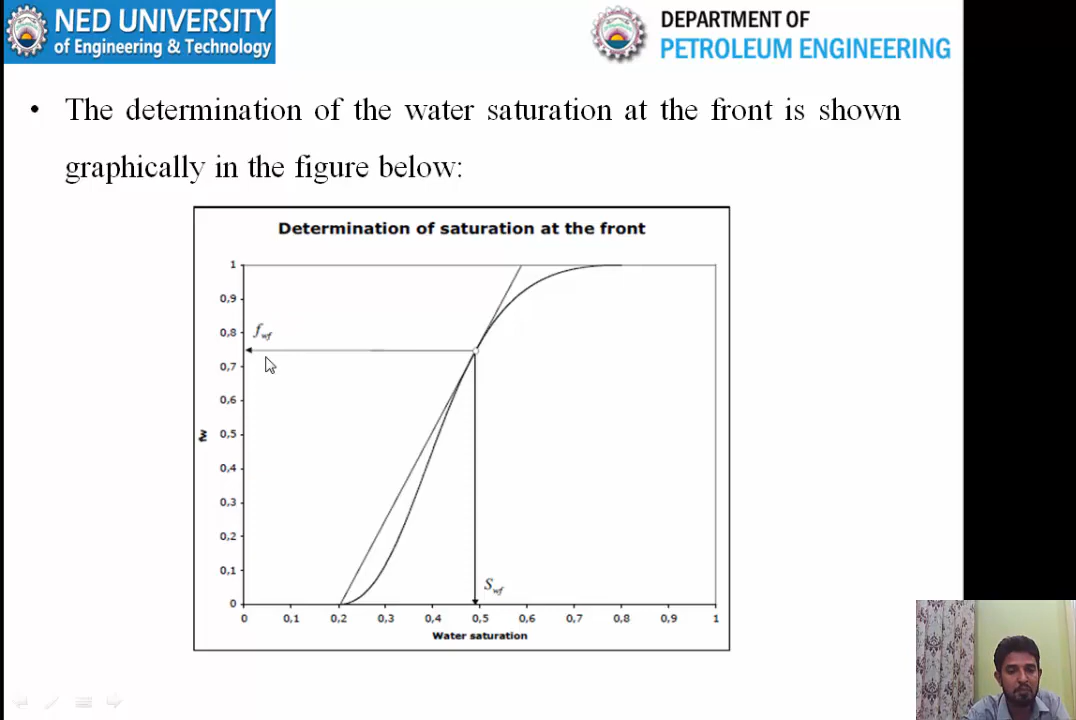 NED UNIVERSITY
of Engineering & Technology
DEPARTMENT OF
PETROLEUM ENGINEERING
• The determination of the water saturation at the front is shown
graphically in the figure below:
Determination of saturation at the front
1
0,9
0,8
0,7
0,6
0,5
0,4
0,3
0,2
0,1
0
fw
fwf
Swf
0 0,1 0,2 0,3 0,4 0,5 0,6 0,7 0,8 0,9 1
Water saturation